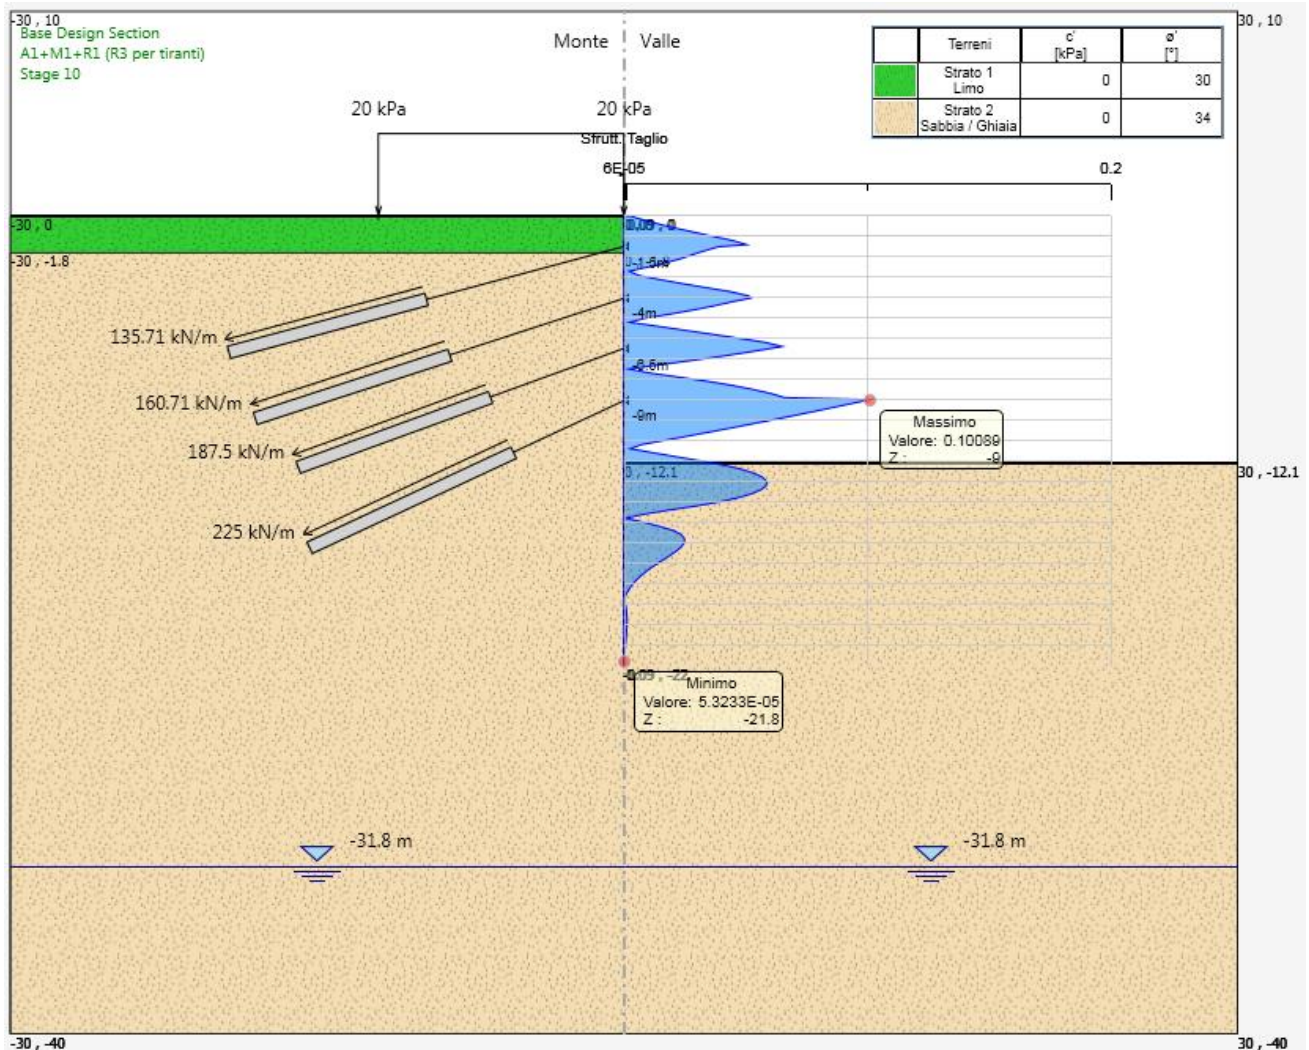 -30 , 10
30 , 10
Base Design Section
A1+M1+R1 (R3 per tiranti)
Stage 10
Monte
Valle
Terreni
c'
[kPa]
ø'
[°]
Strato 1
Limo
0
30
Strato 2
Sabbia / Ghiaia
0
34
20 kPa
20 kPa
Sfrutt. Taglio
6E-05
0.2
-30 , 0
-30 , -1.8
-4m
-6.5m
-9m
135.71 kN/m
160.71 kN/m
187.5 kN/m
225 kN/m
Massimo
Valore: 0.10089
Z : -9
0 , -12.1
30 , -12.1
Minimo
Valore: 5.3233E-05
Z : -21.8
-31.8 m
-31.8 m
-30 , -40
30 , -40